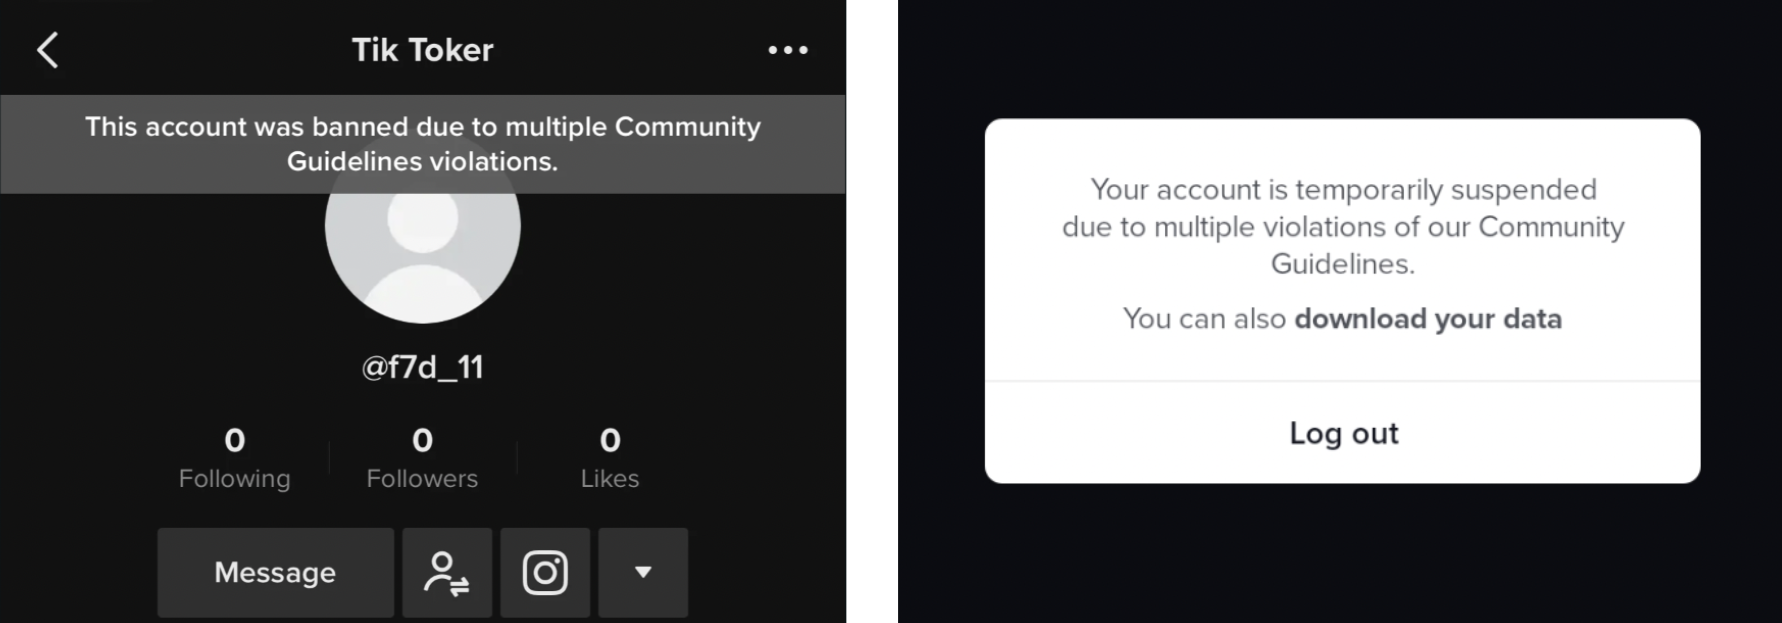 Tik Toker
This account was banned due to multiple Community
Guidelines violations.
@f7d_11
0 0 0
Following Followers Likes
Message
Your account is temporarily suspended
due to multiple violations of our Community
Guidelines.
You can also download your data
Log out